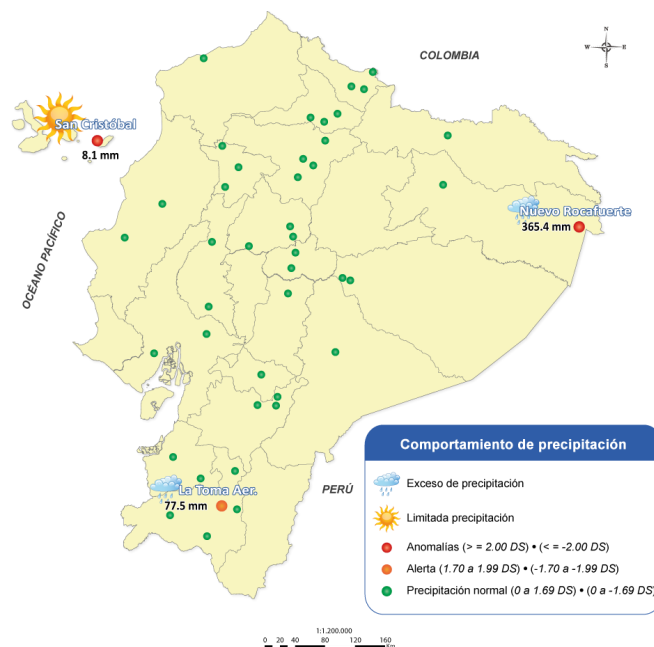 COLOMBIA
N
W
E
S
San Cristóbal
8.1 mm
Nuevo Rocafuerte
365.4 mm
OCÉANO PACÍFICO
La Toma Aer.
77.5 mm
PERÚ
Comportamiento de precipitación
Exceso de precipitación
Limitada precipitación
Anomalías (> = 2.00 DS) • (< = -2.00 DS)
Alerta (1.70 a 1.99 DS) • (-1.70 a -1.99 DS)
Precipitación normal (0 a 1.69 DS) • (0 a -1.69 DS)
1:1.200.000
0 20 40 80 120 160
Km